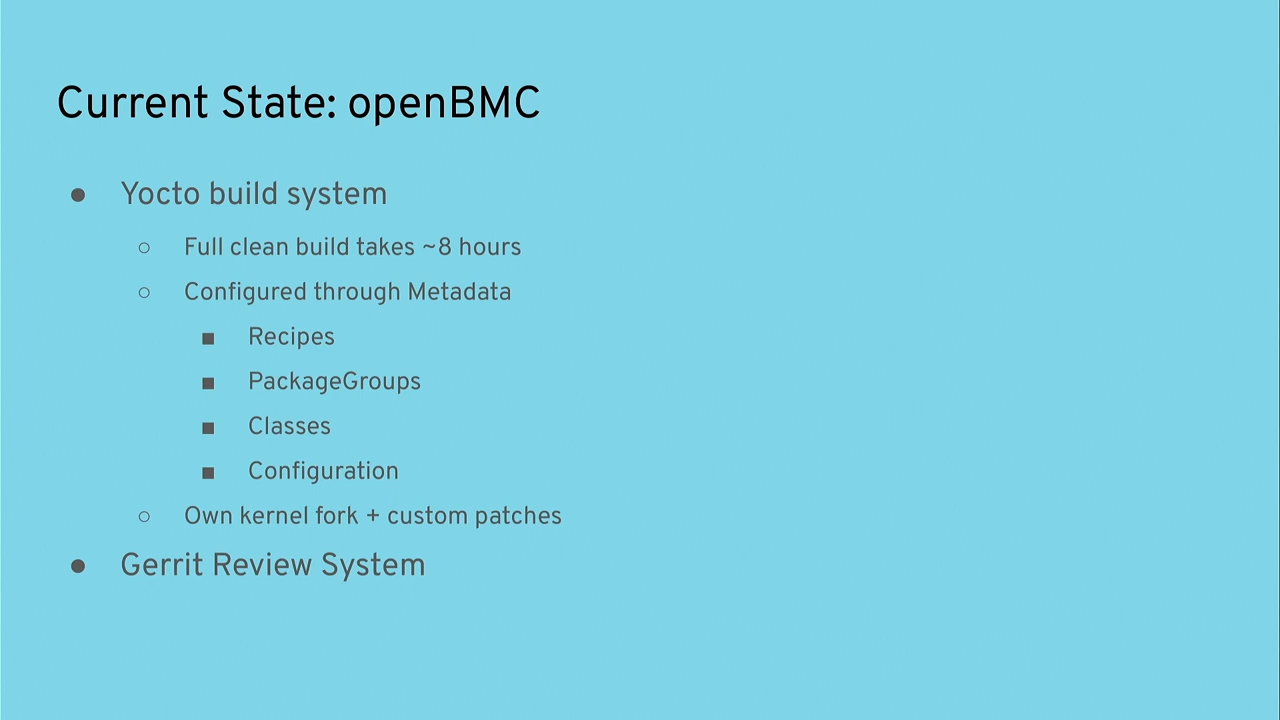 Current State: openBMC
● Yocto build system
○ Full clean build takes ~8 hours
○ Configured through Metadata
■ Recipes
■ PackageGroups
■ Classes
■ Configuration
○ Own kernel fork + custom patches
● Gerrit Review System